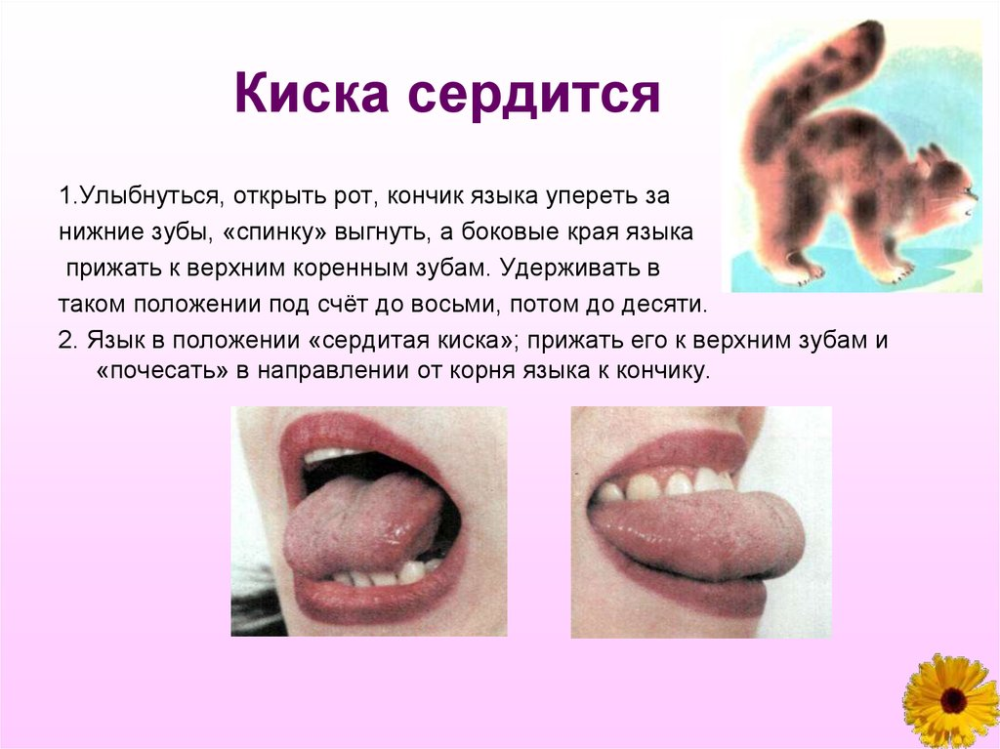 Киска сердится
1.Улыбнуться, открыть рот, кончик языка упереть за
нижние зубы, «спинку» выгнуть, а боковые края языка
прижать к верхним коренным зубам. Удерживать в
таком положении под счёт до восьми, потом до десяти.
2. Язык в положении «сердитая киска»; прижать его к верхним зубам и
«почесать» в направлении от корня языка к кончику.